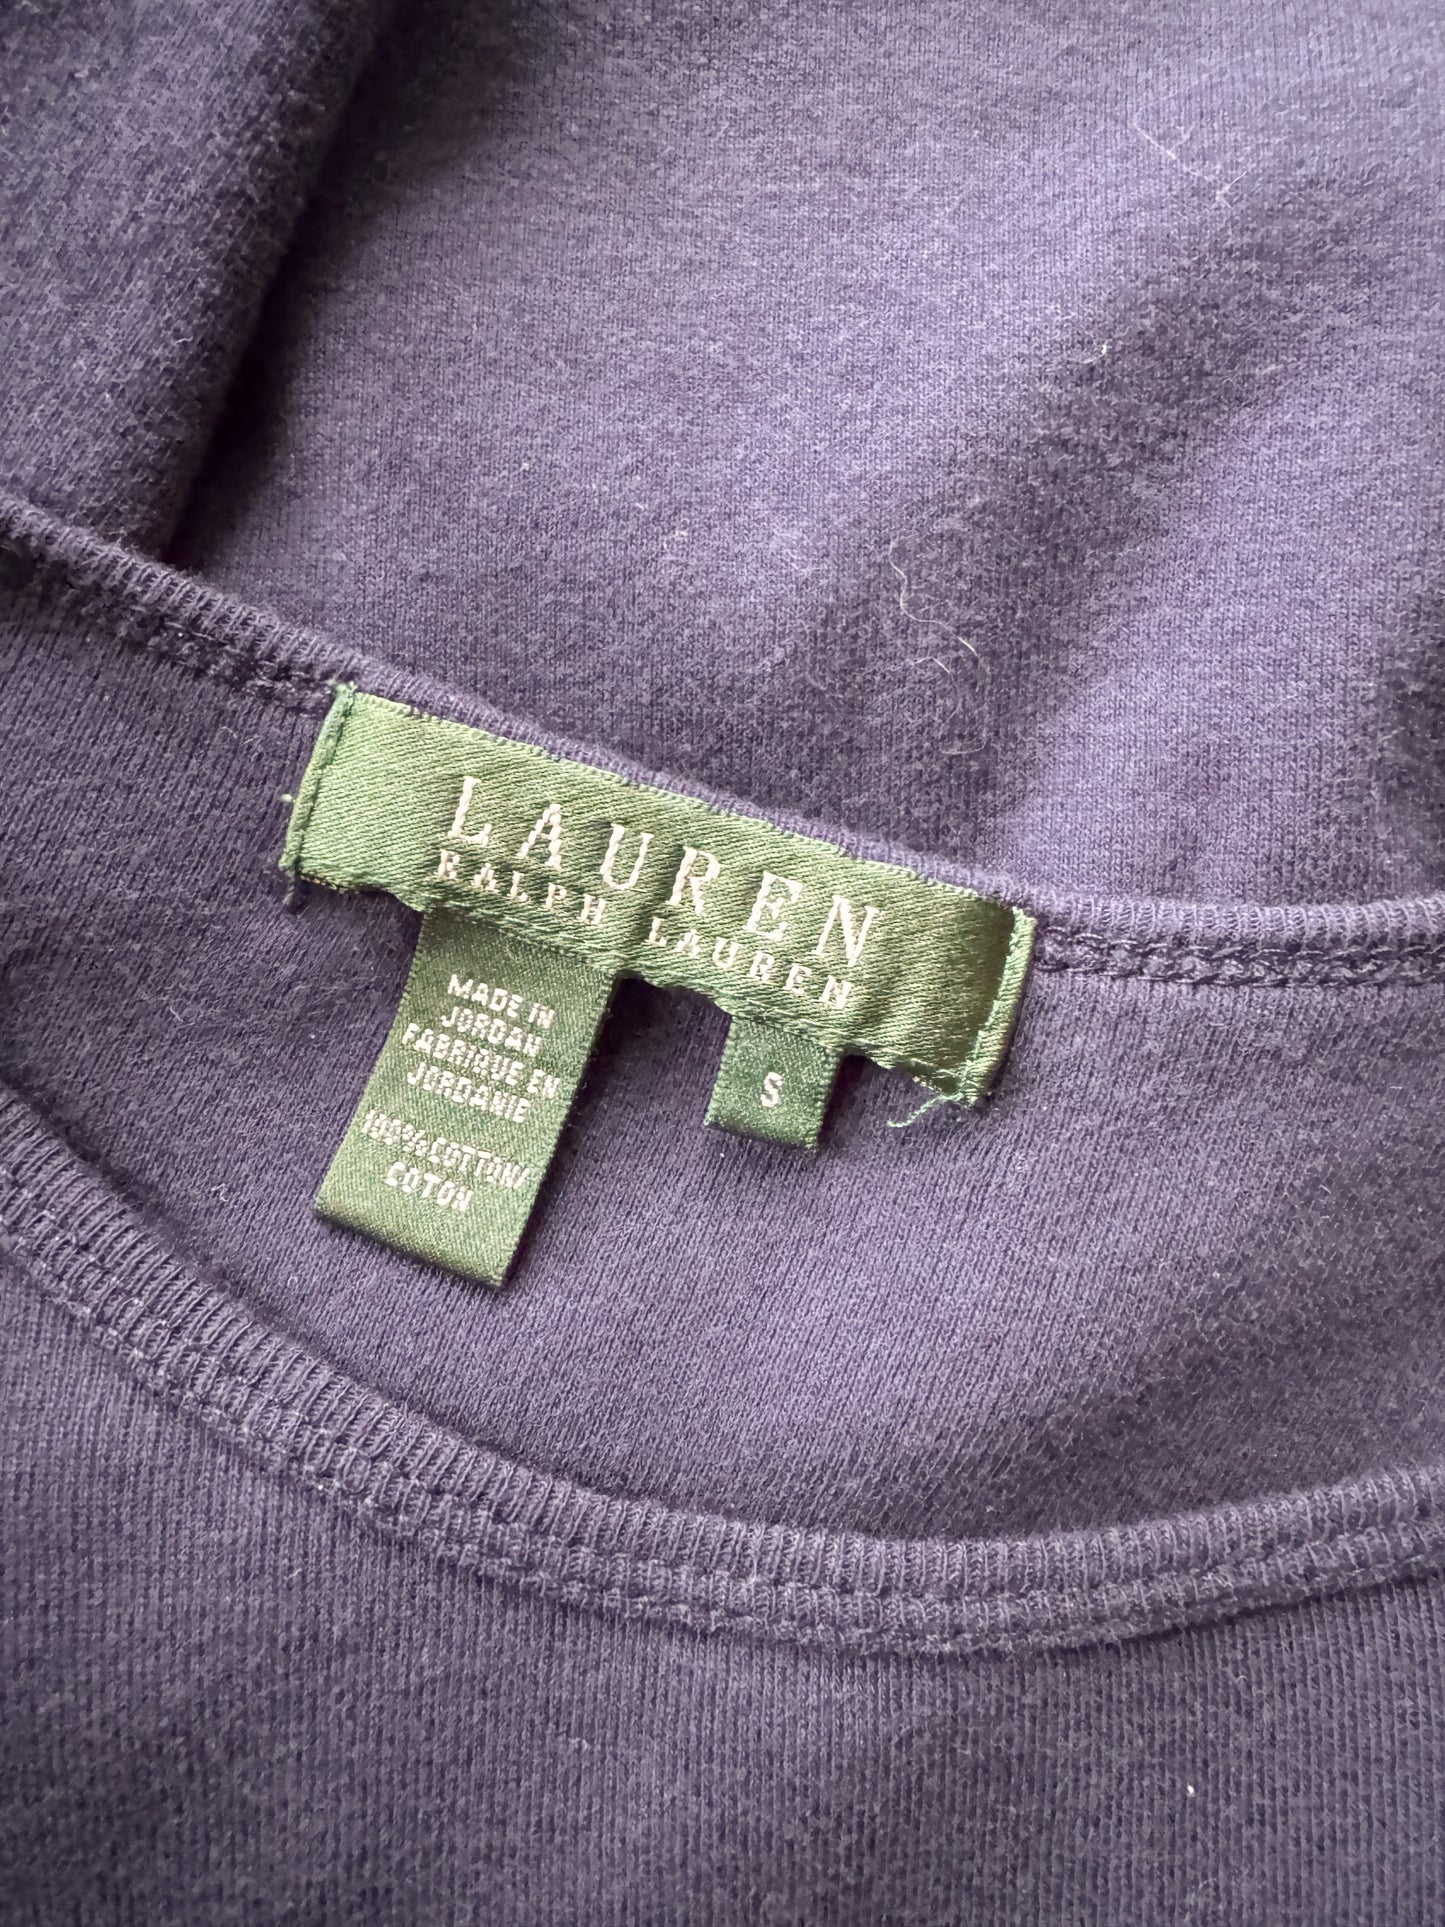 LAUREN
RALPH LAUREN
MADE IN
JORDAN
FABRIQUE EN
JORDANIE
100% COTTON/
COTON
S